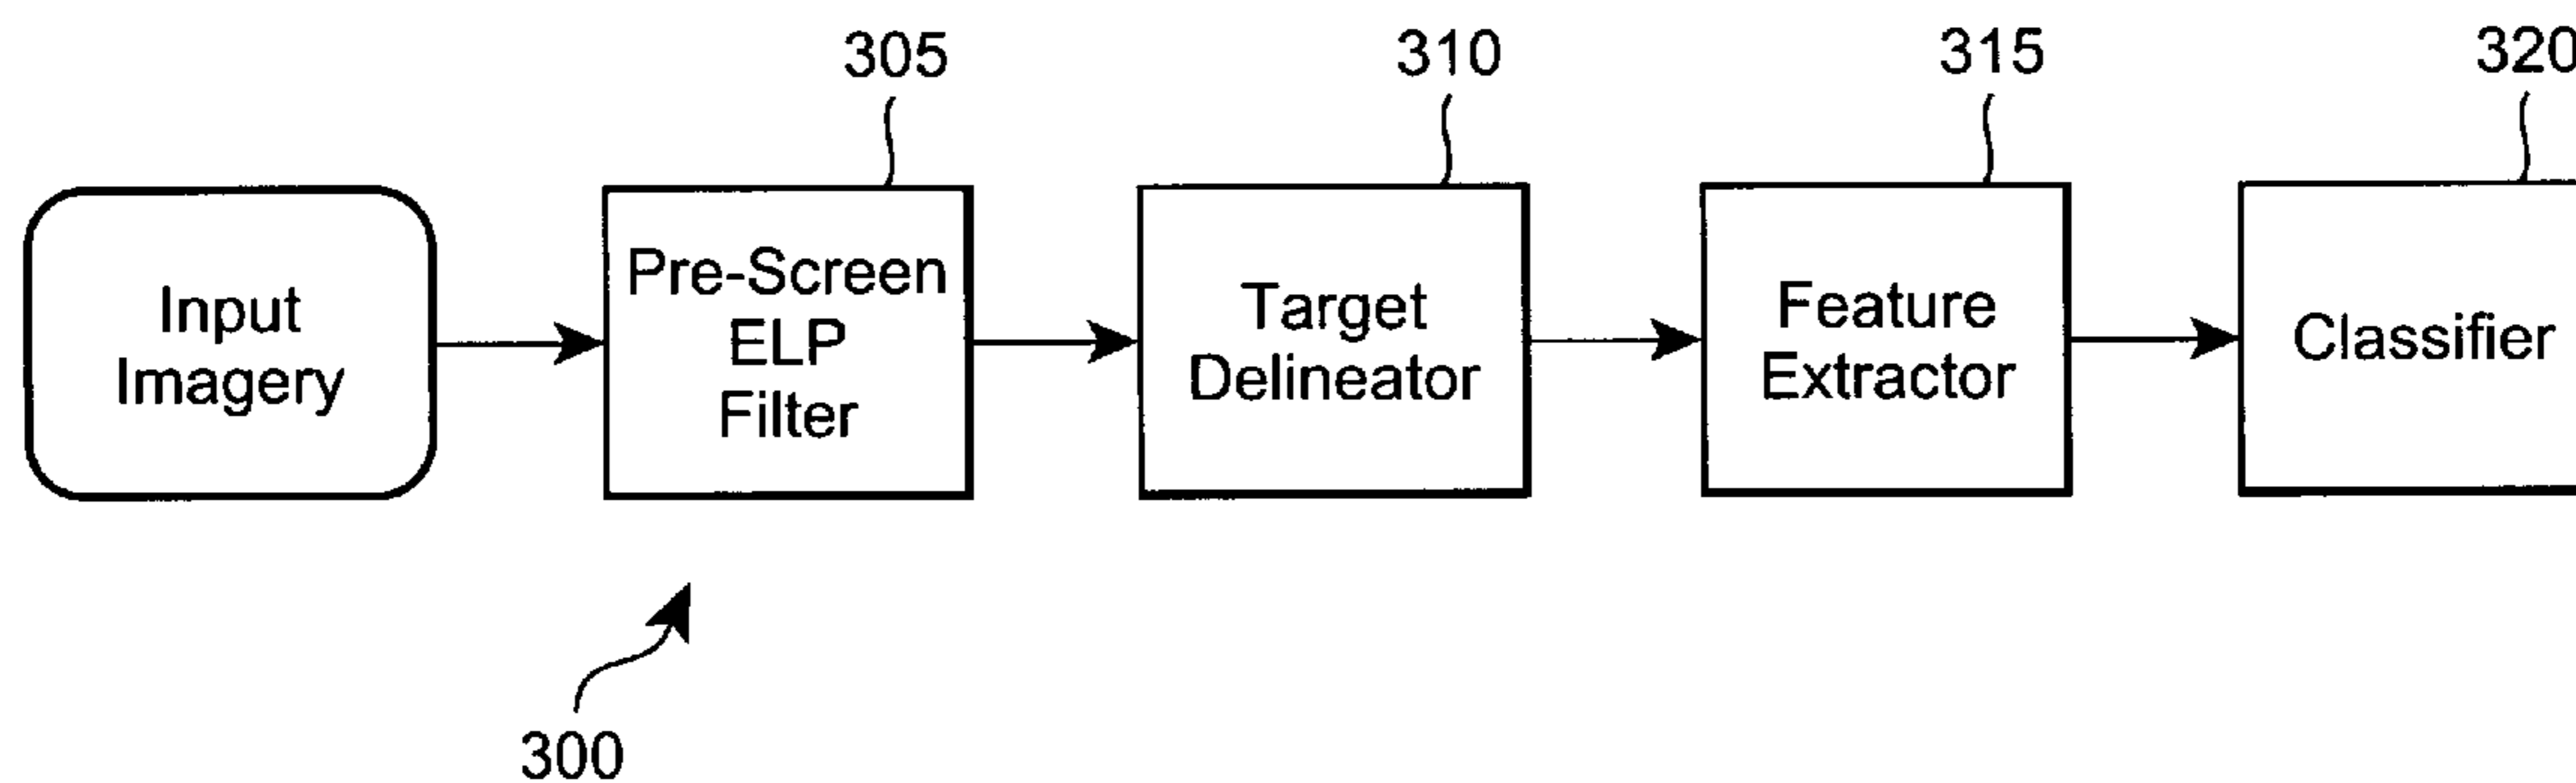 305
310
315
320
Input
Imagery
Pre-Screen
ELP
Filter
Target
Delineator
Feature
Extractor
Classifier
300